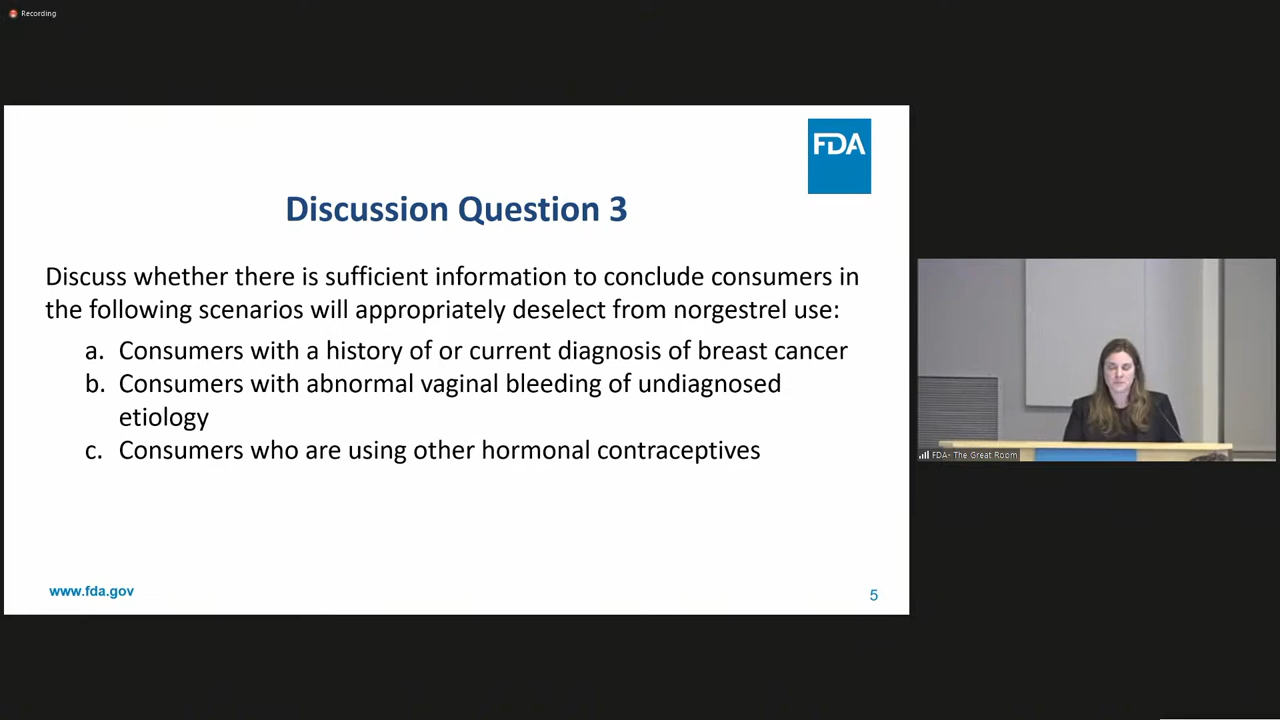 Recording
FDA
Discussion Question 3
Discuss whether there is sufficient information to conclude consumers in
the following scenarios will appropriately deselect from norgestrel use:
a. Consumers with a history of or current diagnosis of breast cancer
b. Consumers with abnormal vaginal bleeding of undiagnosed
etiology
c. Consumers who are using other hormonal contraceptives
FDA- The Great Room
www.fda.gov
5